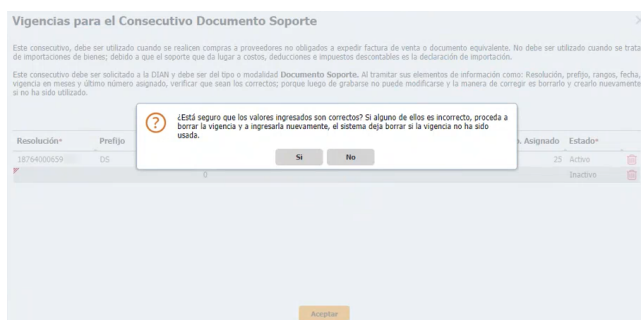 Vigencias para el Consecutivo Documento Soporte
Este consecutivo, debe ser utilizado cuando se realicen compras a proveedores no obligados a expedir factura de venta o documento equivalente. No debe ser utilizado cuando se trata
de importaciones de bienes; debido a que el soporte que da lugar a costos, deducciones e impuestos descontables es la declaración de importación.
Este consecutivo debe ser solicitado a la DIAN y debe ser del tipo o modalidad Documento Soporte. Al tramitar sus elementos de información como: Resolución, prefijo, rangos, fecha,
vigencia en meses y último número asignado, verificar que sean los correctos; porque luego de grabarse no puede modificarse y la manera de corregir es borrarlo y crearlo nuevamente
si no ha sido utilizado.
¿Está seguro que los valores ingresados son correctos? Si alguno de ellos es incorrecto, proceda a
borrar la vigencia y a ingresarla nuevamente, el sistema deja borrar si la vigencia no ha sido
usada.
Si No
Resolución* Prefijo Asignado Estado*
18764000659 DS 25 Activo
0 Inactivo
Aceptar